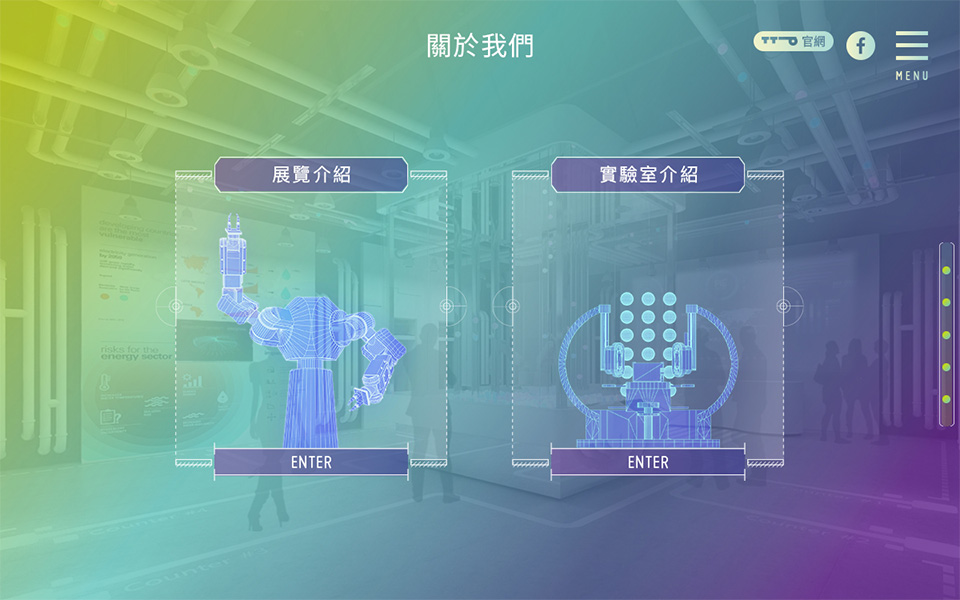 關於我們
官網
MENU
展覽介紹
實驗室介紹
risks for the
energy sector
ENTER
ENTER